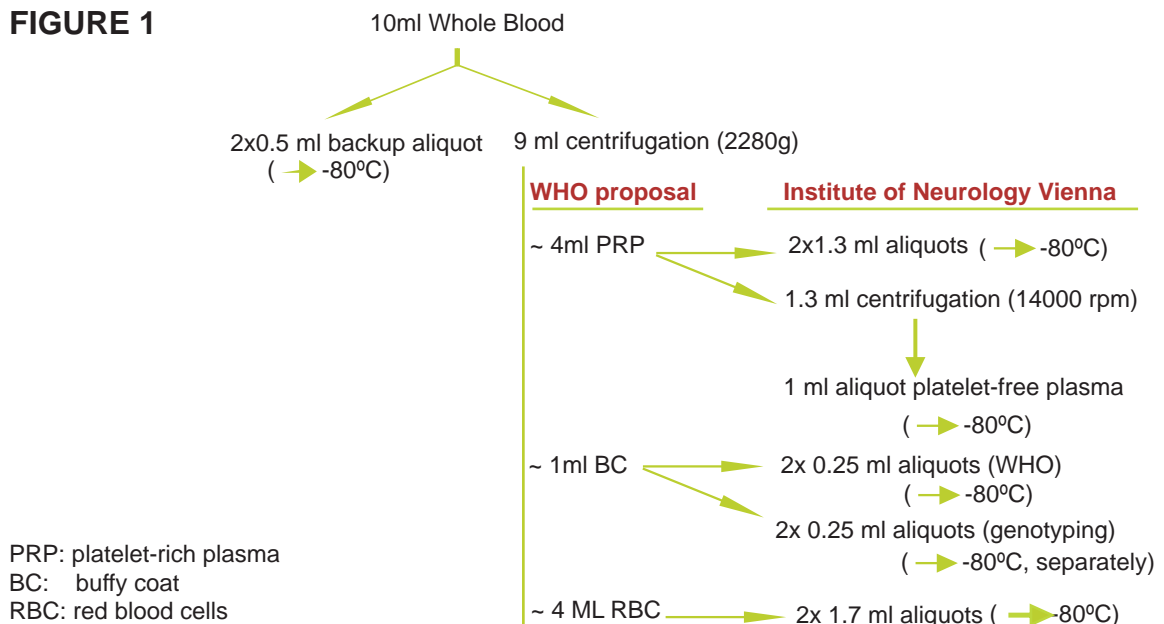 FIGURE 1
10ml Whole Blood
2x0.5 ml backup aliquot
( -80ºC)
9 ml centrifugation (2280g)
WHO proposal
Institute of Neurology Vienna
~ 4ml PRP
2x1.3 ml aliquots ( -80ºC)
1.3 ml centrifugation (14000 rpm)
1 ml aliquot platelet-free plasma
( -80ºC)
~ 1ml BC
2x 0.25 ml aliquots (WHO)
( -80ºC)
2x 0.25 ml aliquots (genotyping)
( -80ºC, separately)
~ 4 ML RBC
2x 1.7 ml aliquots ( -80ºC)
PRP: platelet-rich plasma
BC: buffy coat
RBC: red blood cells